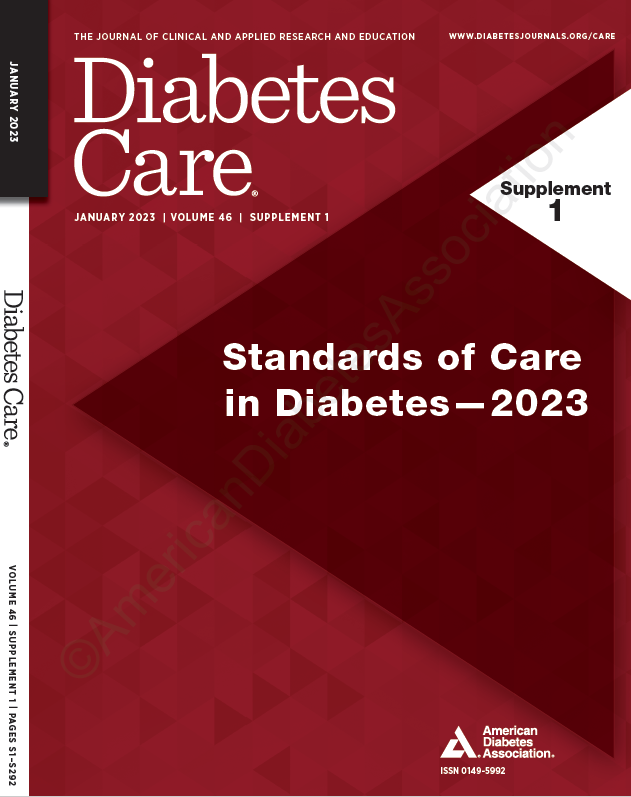 THE JOURNAL OF CLINICAL AND APPLIED RESEARCH AND EDUCATION
WWW.DIABETESJOURNALS.ORG/CARE
JANUARY 2023
Diabetes
Care®
JANUARY 2023 | VOLUME 46 | SUPPLEMENT 1
Supplement
1
Standards of Care
in Diabetes—2023
Diabetes Care®
VOLUME 46 | SUPPLEMENT 1 | PAGES S1–S292
©AmericanDiabetesAssociation
American
Diabetes
Association®
ISSN 0149-5992